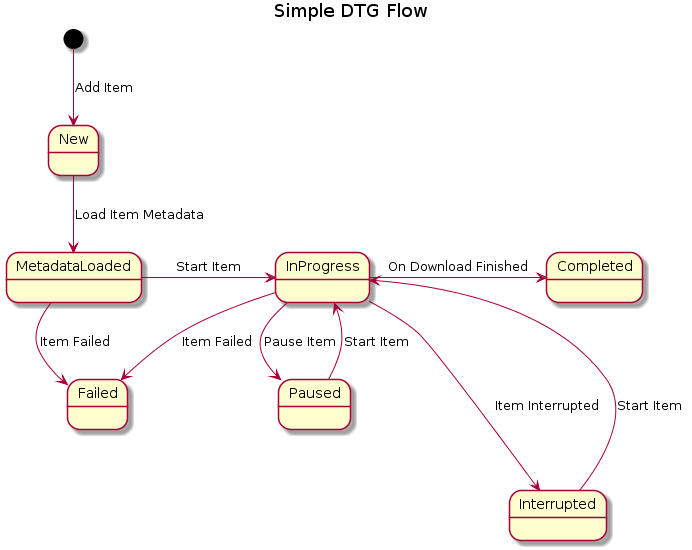 Simple DTG Flow
Add Item
New
Load Item Metadata
MetadataLoaded
Start Item
InProgress
On Download Finished
Completed
Item Failed
Item Failed
Pause Item
Start Item
Failed
Paused
Item Interrupted
Start Item
Interrupted